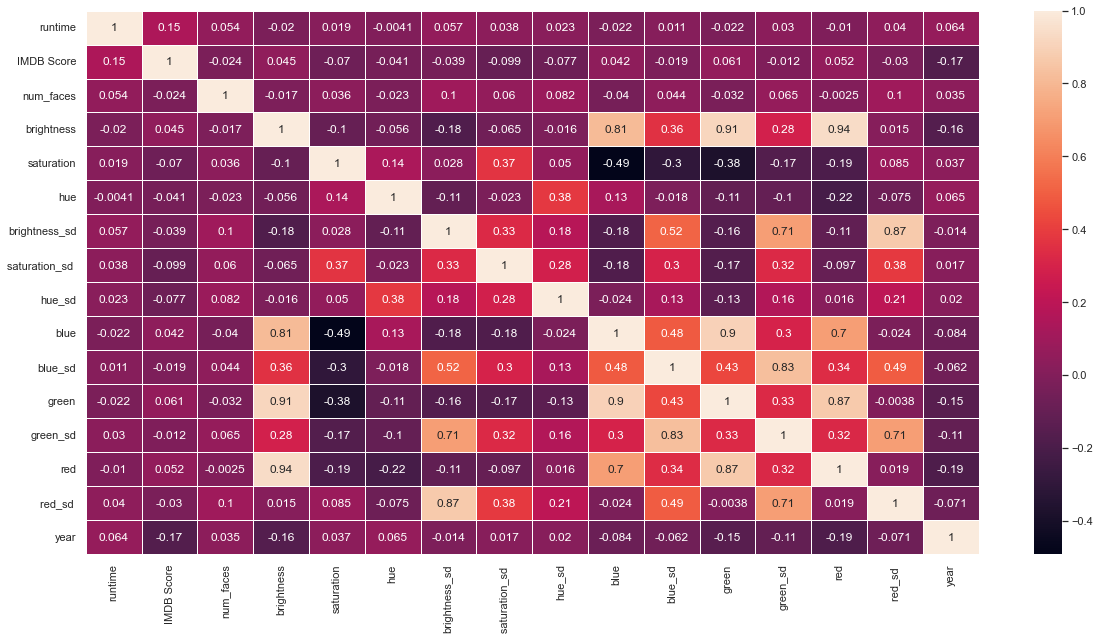 runtime 1 0.15 0.054 -0.02 0.019 -0.0041 0.057 0.038 0.023 -0.022 0.011 -0.022 0.03 -0.01 0.04 0.064
IMDB Score 0.15 1 -0.024 0.045 -0.07 -0.041 -0.039 -0.099 -0.077 0.042 -0.019 0.061 -0.012 0.052 -0.03 -0.17
num_faces 0.054 -0.024 1 -0.017 0.036 -0.023 0.1 0.06 0.082 -0.04 0.044 -0.032 0.065 -0.0025 0.1 0.035
brightness -0.02 0.045 -0.017 1 -0.1 -0.056 -0.18 -0.065 -0.016 0.81 0.36 0.91 0.28 0.94 0.015 -0.16
saturation 0.019 -0.07 0.036 -0.1 1 0.14 0.028 0.37 0.05 -0.49 -0.3 -0.38 -0.17 -0.19 0.085 0.037
hue -0.0041 -0.041 -0.023 -0.056 0.14 1 -0.11 -0.023 0.38 0.13 -0.018 -0.11 -0.1 -0.22 -0.075 0.065
brightness_sd 0.057 -0.039 0.1 -0.18 0.028 -0.11 1 0.33 0.18 -0.18 0.52 -0.16 0.71 -0.11 0.87 -0.014
saturation_sd 0.038 -0.099 0.06 -0.065 0.37 -0.023 0.33 1 0.28 -0.18 0.3 -0.17 0.32 -0.097 0.38 0.017
hue_sd 0.023 -0.077 0.082 -0.016 0.05 0.38 0.18 0.28 1 -0.024 0.13 -0.13 0.16 0.016 0.21 0.02
blue -0.022 0.042 -0.04 0.81 -0.49 0.13 -0.18 -0.18 -0.024 1 0.48 0.9 0.3 0.7 -0.024 -0.084
blue_sd 0.011 -0.019 0.044 0.36 -0.3 -0.018 0.52 0.3 0.13 0.48 1 0.43 0.83 0.34 0.49 -0.062
green -0.022 0.061 -0.032 0.91 -0.38 -0.11 -0.16 -0.17 -0.13 0.9 0.43 1 0.33 0.87 -0.0038 -0.15
green_sd 0.03 -0.012 0.065 0.28 -0.17 -0.1 0.71 0.32 0.16 0.3 0.83 0.33 1 0.32 0.71 -0.11
red -0.01 0.052 -0.0025 0.94 -0.19 -0.22 -0.11 -0.097 0.016 0.7 0.34 0.87 0.32 1 0.019 -0.19
red_sd 0.04 -0.03 0.1 0.015 0.085 -0.075 0.87 0.38 0.21 -0.024 0.49 -0.0038 0.71 0.019 1 -0.071
year 0.064 -0.17 0.035 -0.16 0.037 0.065 -0.014 0.017 0.02 -0.084 -0.062 -0.15 -0.11 -0.19 -0.071 1
runtime IMDB Score num_faces brightness saturation hue brightness_sd saturation_sd hue_sd blue blue_sd green green_sd red red_sd year
1.0
0.8
0.6
0.4
0.2
0.0
−0.2
−0.4